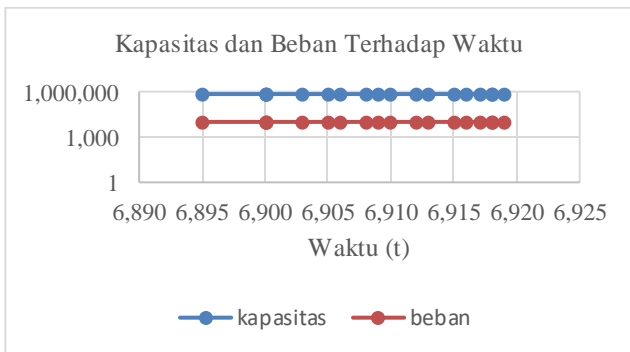 Kapasitas dan Beban Terhadap Waktu
1,000,000
1,000
1
6,890 6,895 6,900 6,905 6,910 6,915 6,920 6,925
Waktu (t)
kapasitas beban